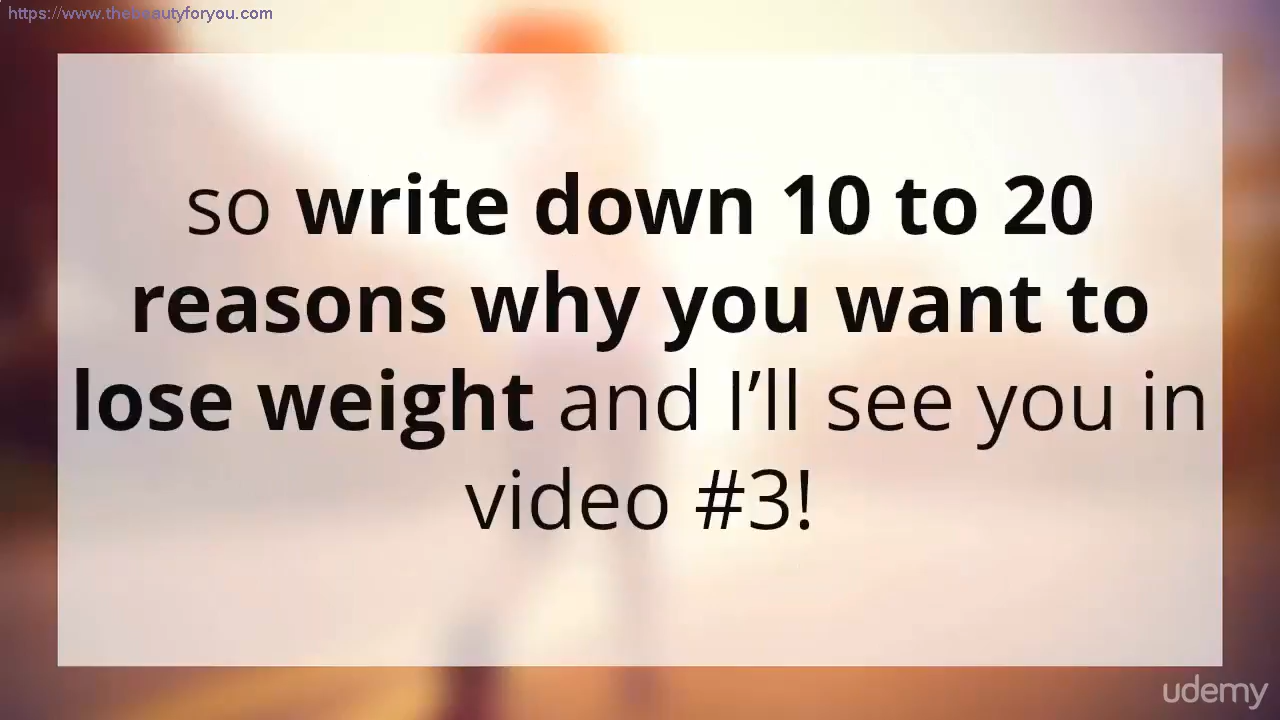 https://www.thebeautyforyou.com
so write down 10 to 20
reasons why you want to
lose weight and I’ll see you in
video #3!
udemy